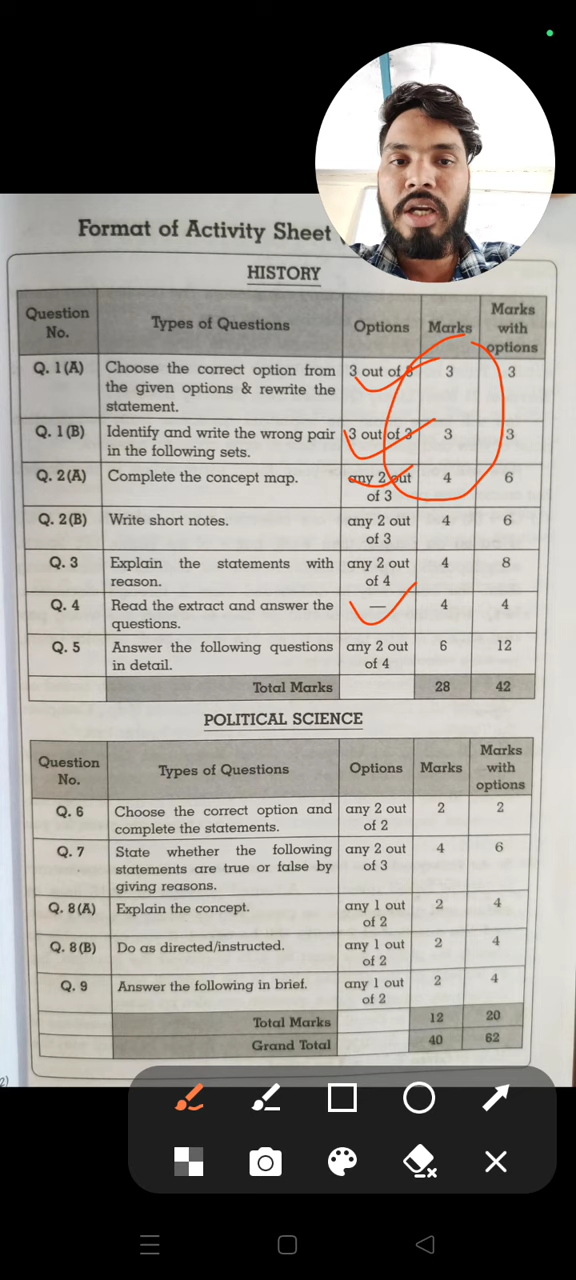 Format of Activity Sheet
HISTORY
Question No. Types of Questions Options Marks Marks with options
Q. 1 (A) Choose the correct option from 3 out of 3 3 3
the given options & rewrite the
statement.
Q. 1 (B) Identify and write the wrong pair 3 out of 3 3 3
in the following sets.
Q. 2 (A) Complete the concept map. any 2 out of 3 4 6
Q. 2 (B) Write short notes. any 2 out of 3 4 6
Q. 3 Explain the statements with any 2 out of 4 4 8
reason.
Q. 4 Read the extract and answer the — 4 4
questions.
Q. 5 Answer the following questions any 2 out of 4 6 12
in detail.
Total Marks 28 42
POLITICAL SCIENCE
Question No. Types of Questions Options Marks Marks with options
Q. 6 Choose the correct option and any 2 out of 2 2 2
complete the statements.
Q. 7 State whether the following any 2 out of 3 4 6
statements are true or false by
giving reasons.
Q. 8 (A) Explain the concept. any 1 out of 2 2 4
Q. 8 (B) Do as directed/instructed. any 1 out of 2 2 4
Q. 9 Answer the following in brief. any 1 out of 2 2 4
Total Marks 12 20
Grand Total 40 62